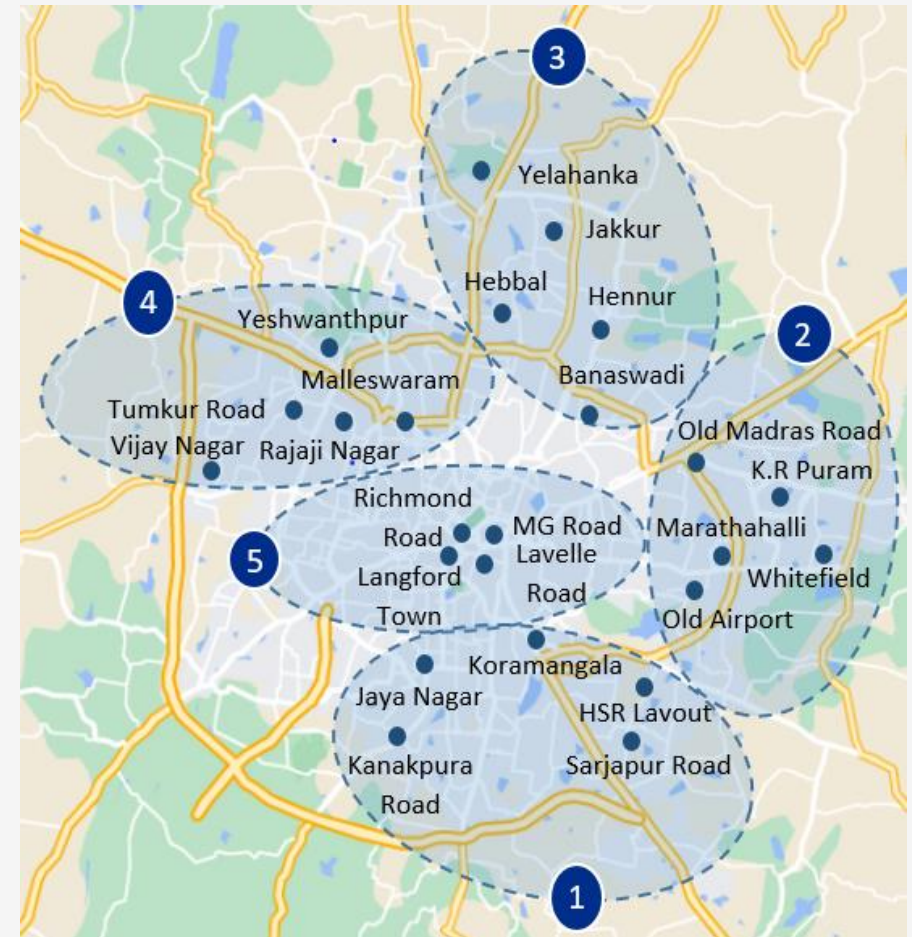 3
Yelahanka
Jakkur
Hebbal
Hennur
4
Yeshwanthpur
2
Malleswaram
Banaswadi
Tumkur Road
Old Madras Road
Vijay Nagar
Rajaji Nagar
K.R Puram
Richmond
Road
MG Road
Marathahalli
5
Langford
Town
Lavelle
Road
Whitefield
Old Airport
Koramangala
Jaya Nagar
HSR Lavout
Kanakpura
Road
Sarjapur Road
1